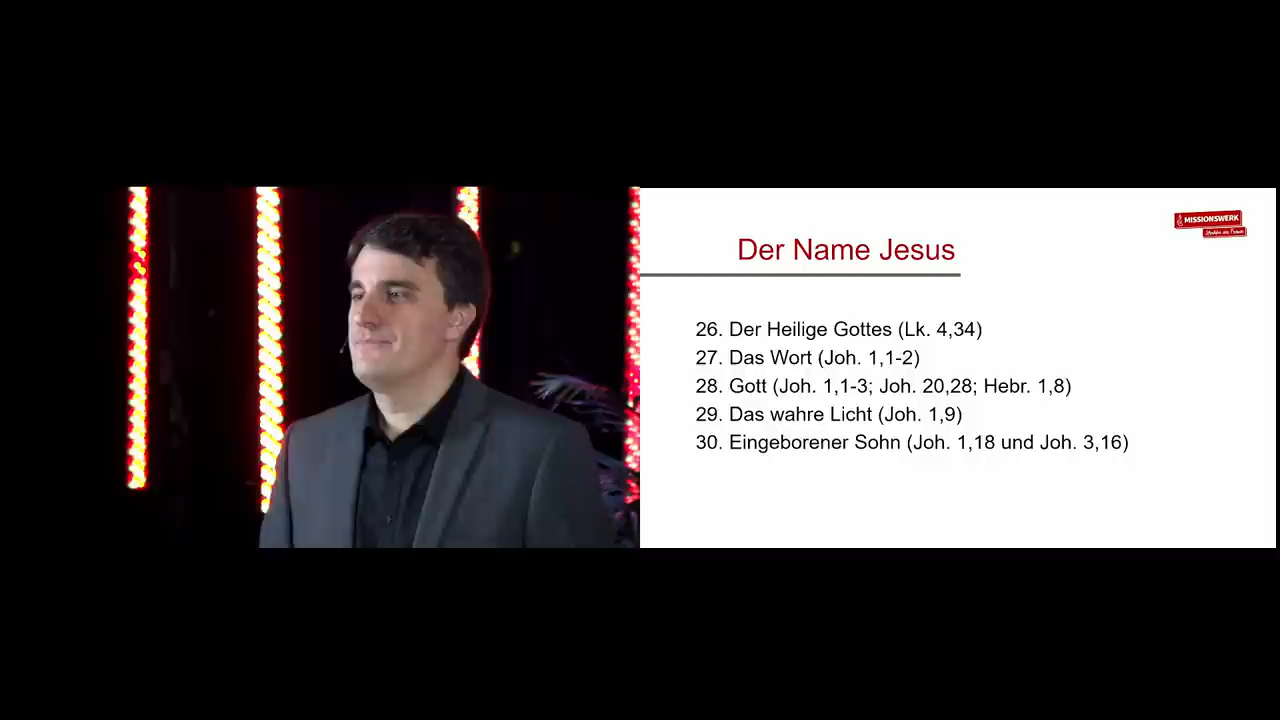 MISSIONSWERK
Der Name Jesus
26. Der Heilige Gottes (Lk. 4,34)
27. Das Wort (Joh. 1,1-2)
28. Gott (Joh. 1,1-3; Joh. 20,28; Hebr. 1,8)
29. Das wahre Licht (Joh. 1,9)
30. Eingeborener Sohn (Joh. 1,18 und Joh. 3,16)